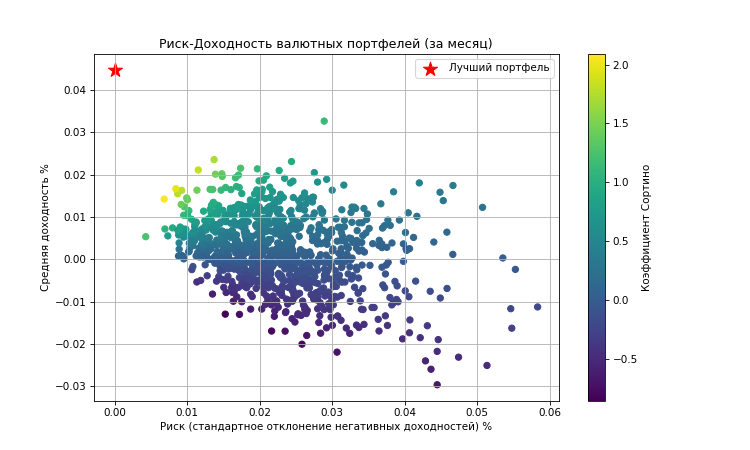 Риск-Доходность валютных портфелей (за месяц)
Лучший портфель
Средняя доходность %
0.04
0.03
0.02
0.01
0.00
−0.01
−0.02
−0.03
0.00 0.01 0.02 0.03 0.04 0.05 0.06
Риск (стандартное отклонение негативных доходностей) %
2.0
1.5
1.0
0.5
0.0
−0.5
Коэффициент Сортино